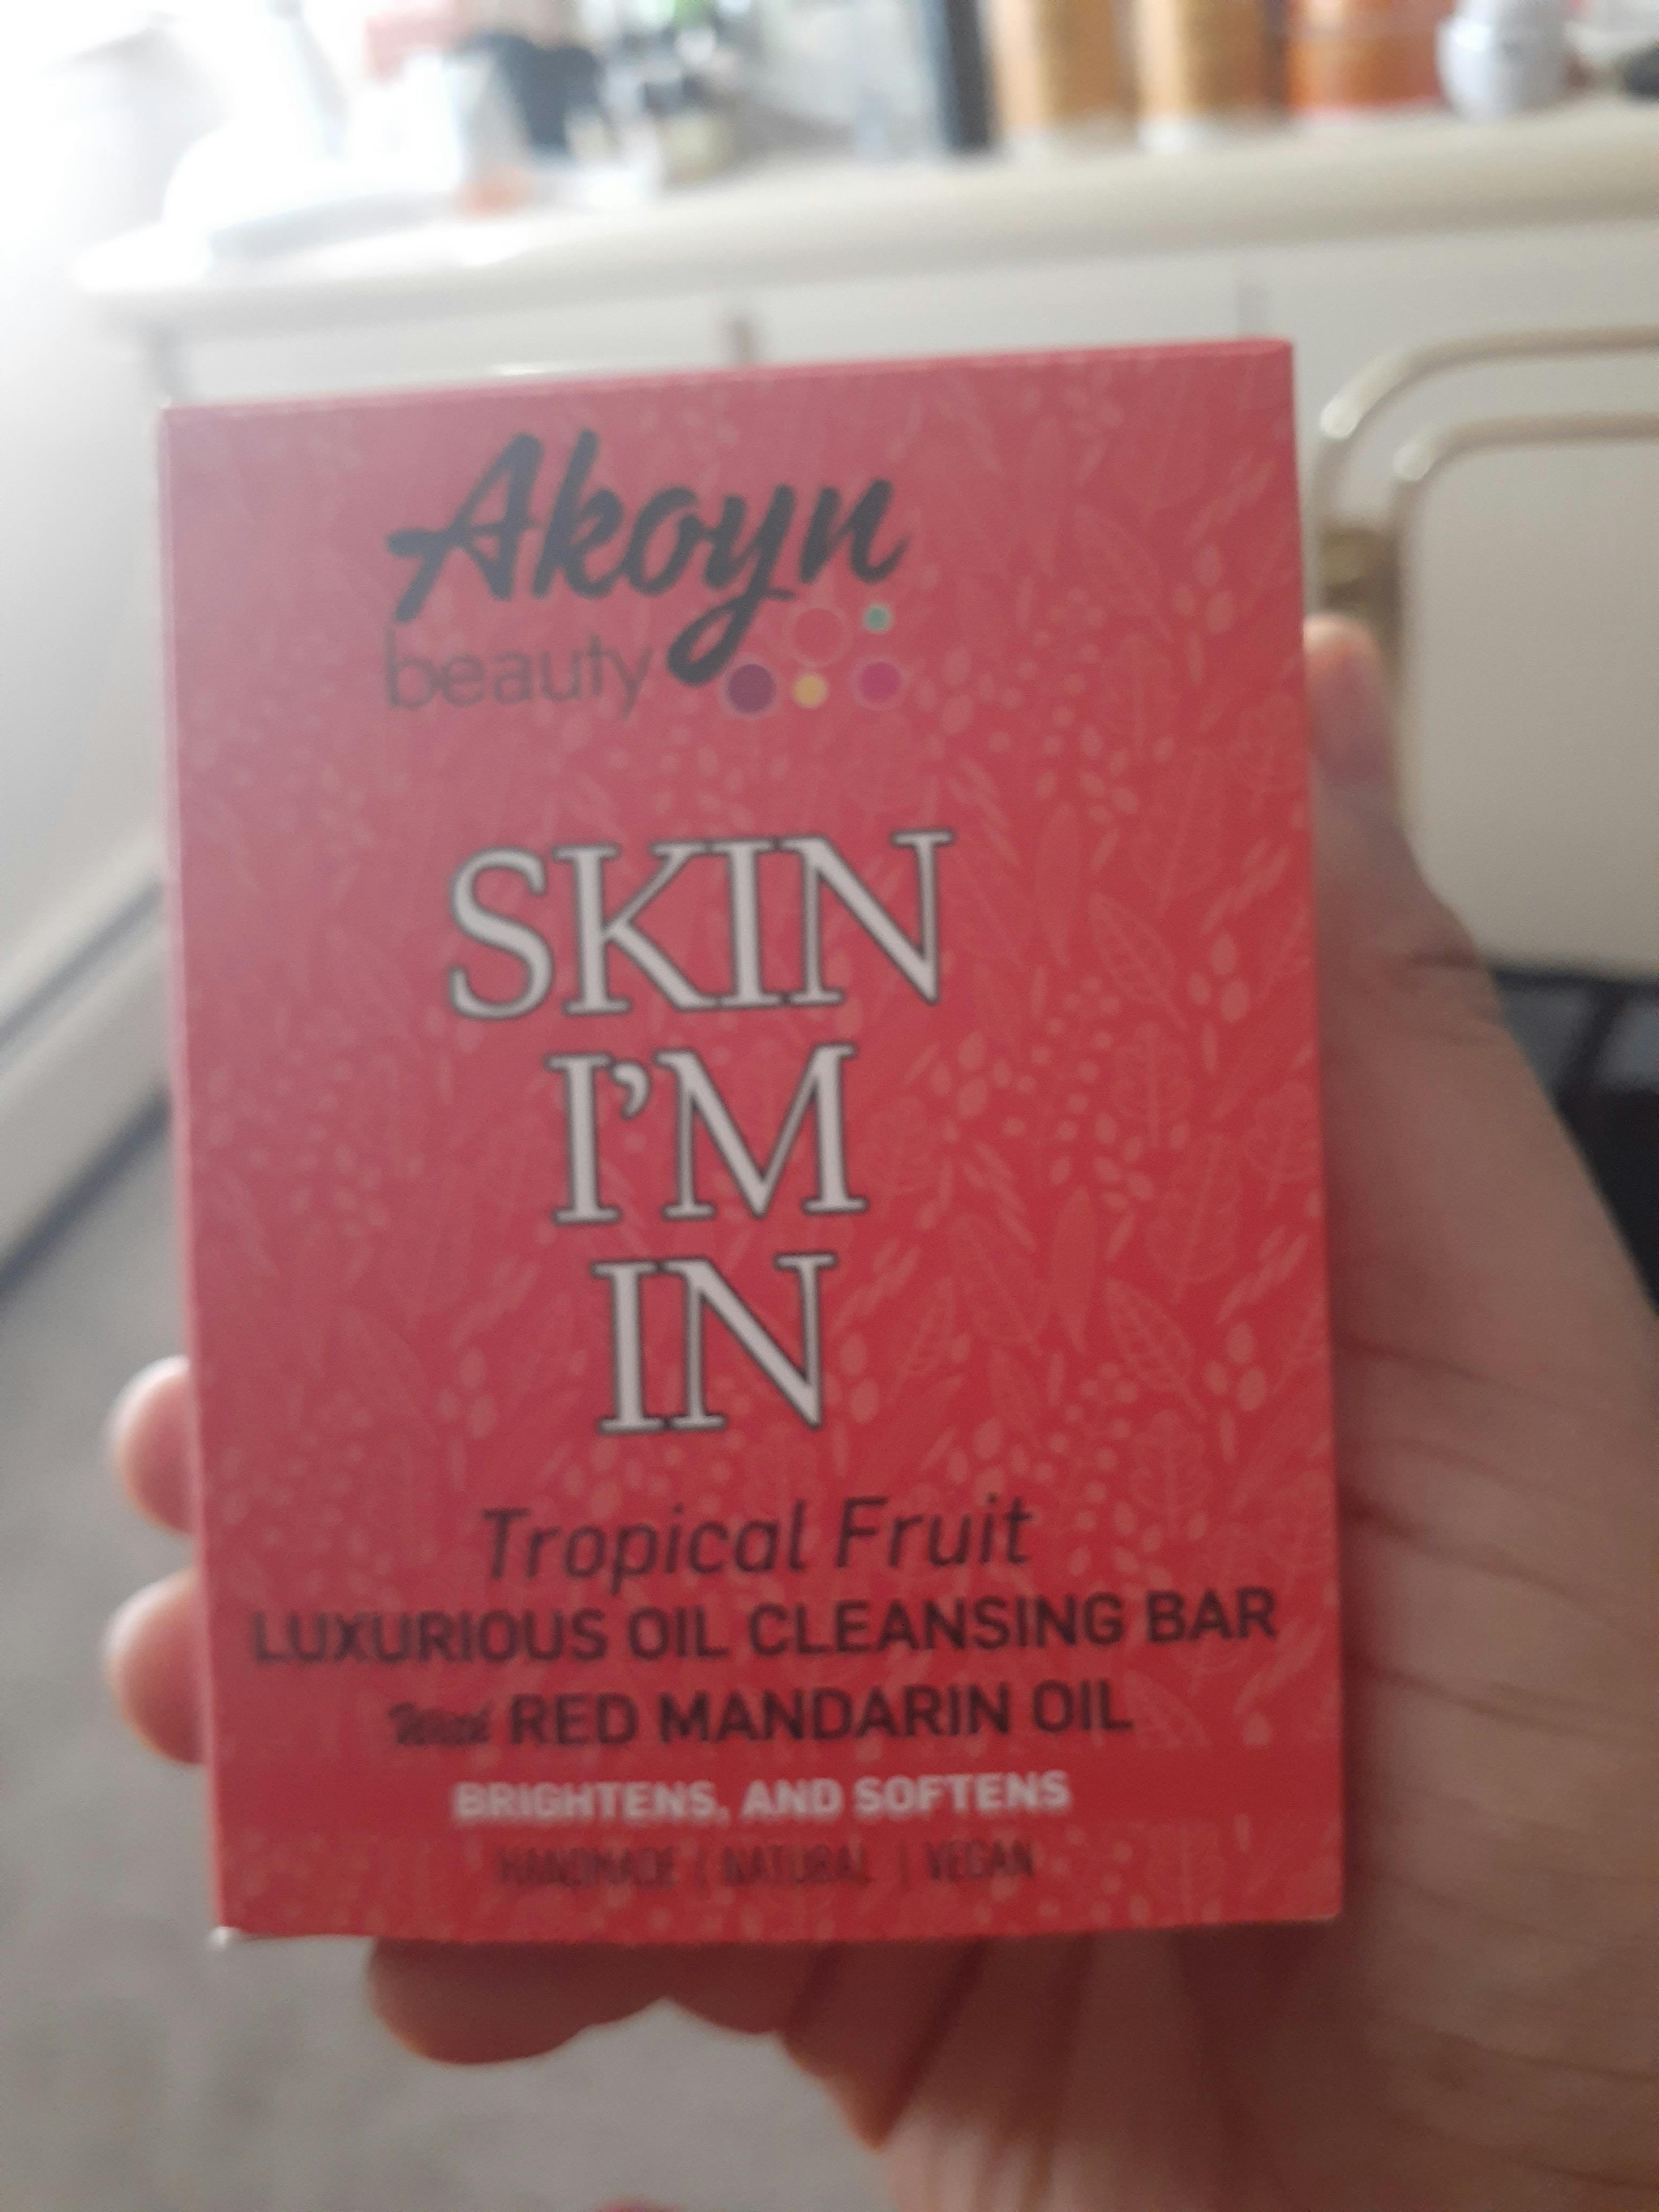 Akoyn
beauty
SKIN
I'M
IN
Tropical Fruit
LUXURIOUS OIL CLEANSING BAR
With RED MANDARIN OIL
BRIGHTENS, AND SOFTENS
HANDMADE | NATURAL | VEGAN